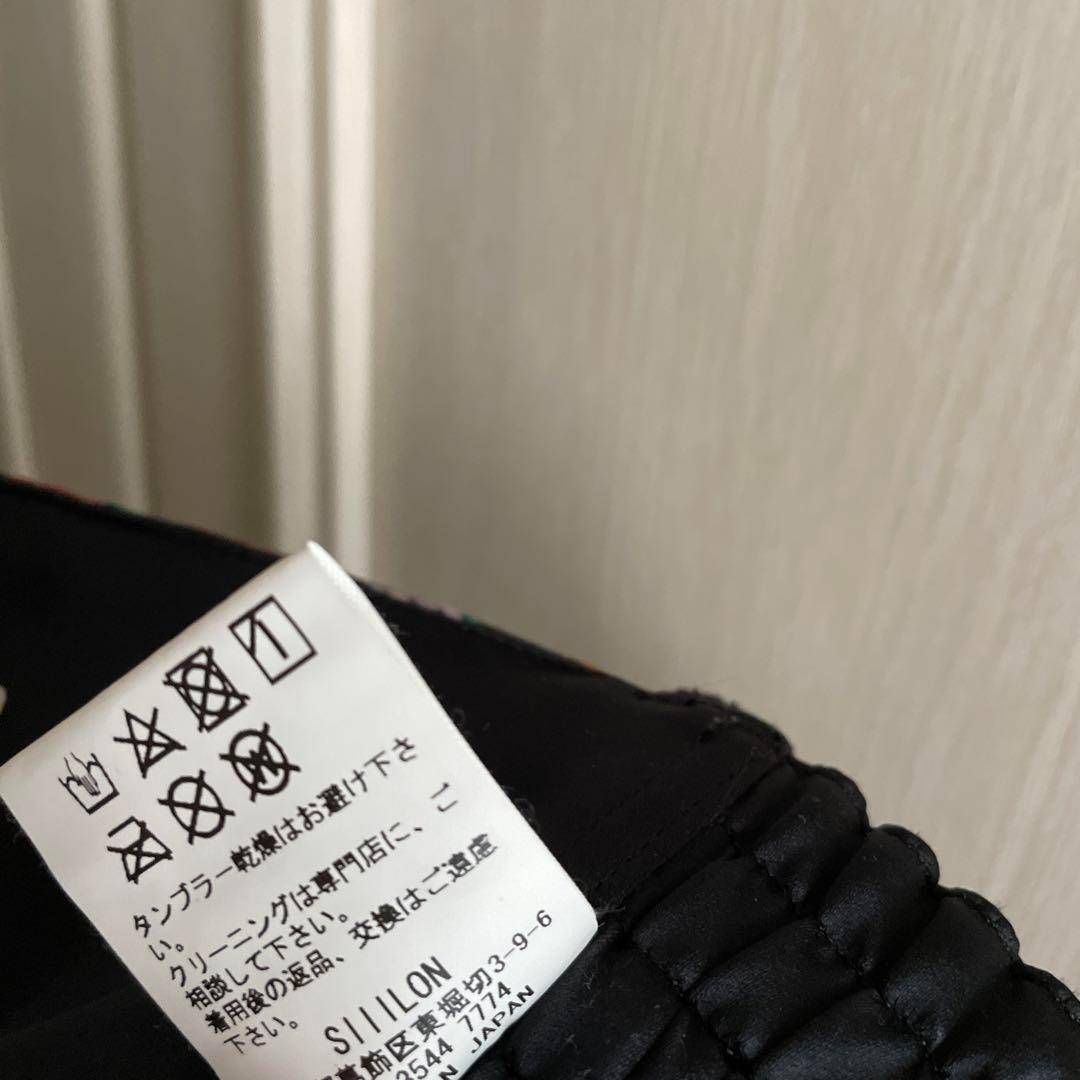 タンブラー乾燥はお避け下さ
い。
クリーニングは専門店に、ご
相談して下さい。
着用後の返品、交換はご遠慮
下さい。
SIIILON
葛飾区東堀切3-9-6
3544 7774
JAPAN